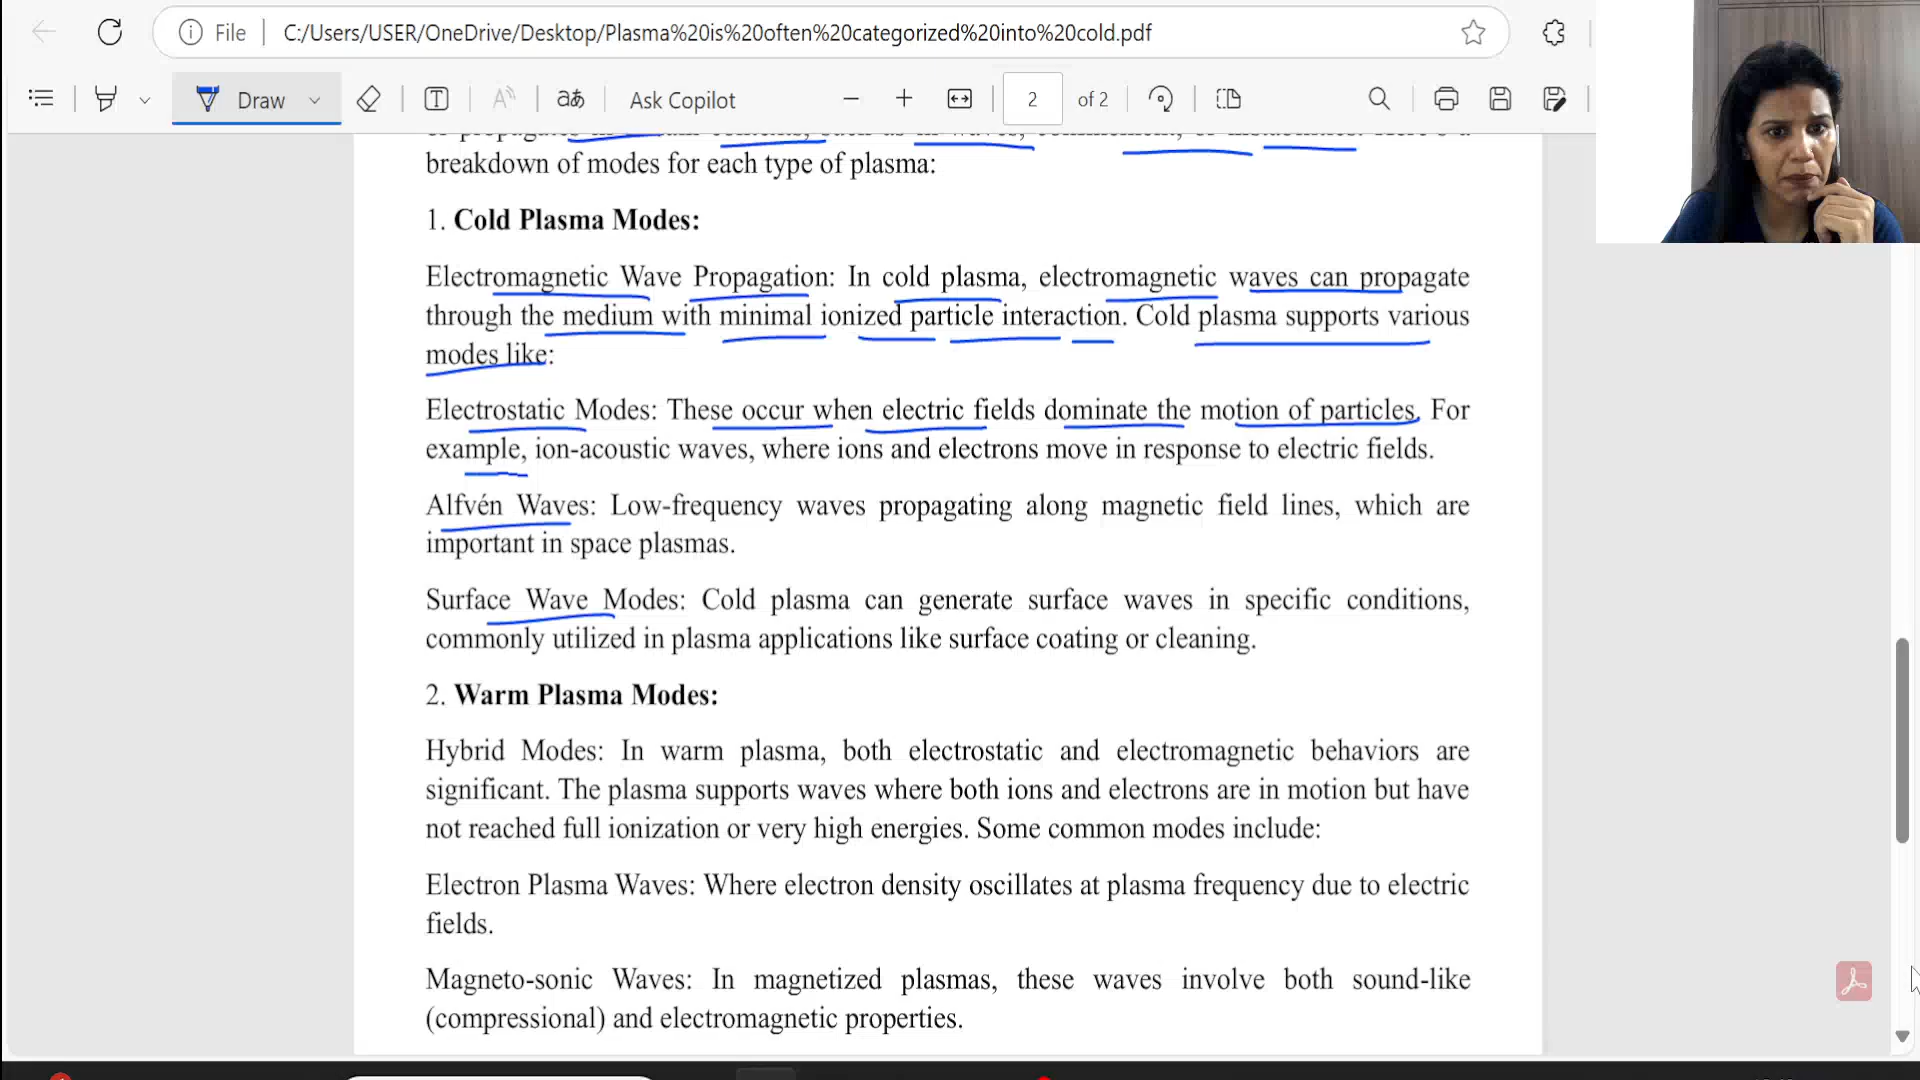 File
C:/Users/USER/OneDrive/Desktop/Plasma%20is%20often%20categorized%20into%20cold.pdf
Draw
Ask Copilot
2 of 2
breakdown of modes for each type of plasma:
1. Cold Plasma Modes:
Electromagnetic Wave Propagation: In cold plasma, electromagnetic waves can propagate
through the medium with minimal ionized particle interaction. Cold plasma supports various
modes like:
Electrostatic Modes: These occur when electric fields dominate the motion of particles. For
example, ion-acoustic waves, where ions and electrons move in response to electric fields.
Alfvén Waves: Low-frequency waves propagating along magnetic field lines, which are
important in space plasmas.
Surface Wave Modes: Cold plasma can generate surface waves in specific conditions,
commonly utilized in plasma applications like surface coating or cleaning.
2. Warm Plasma Modes:
Hybrid Modes: In warm plasma, both electrostatic and electromagnetic behaviors are
significant. The plasma supports waves where both ions and electrons are in motion but have
not reached full ionization or very high energies. Some common modes include:
Electron Plasma Waves: Where electron density oscillates at plasma frequency due to electric
fields.
Magneto-sonic Waves: In magnetized plasmas, these waves involve both sound-like
(compressional) and electromagnetic properties.